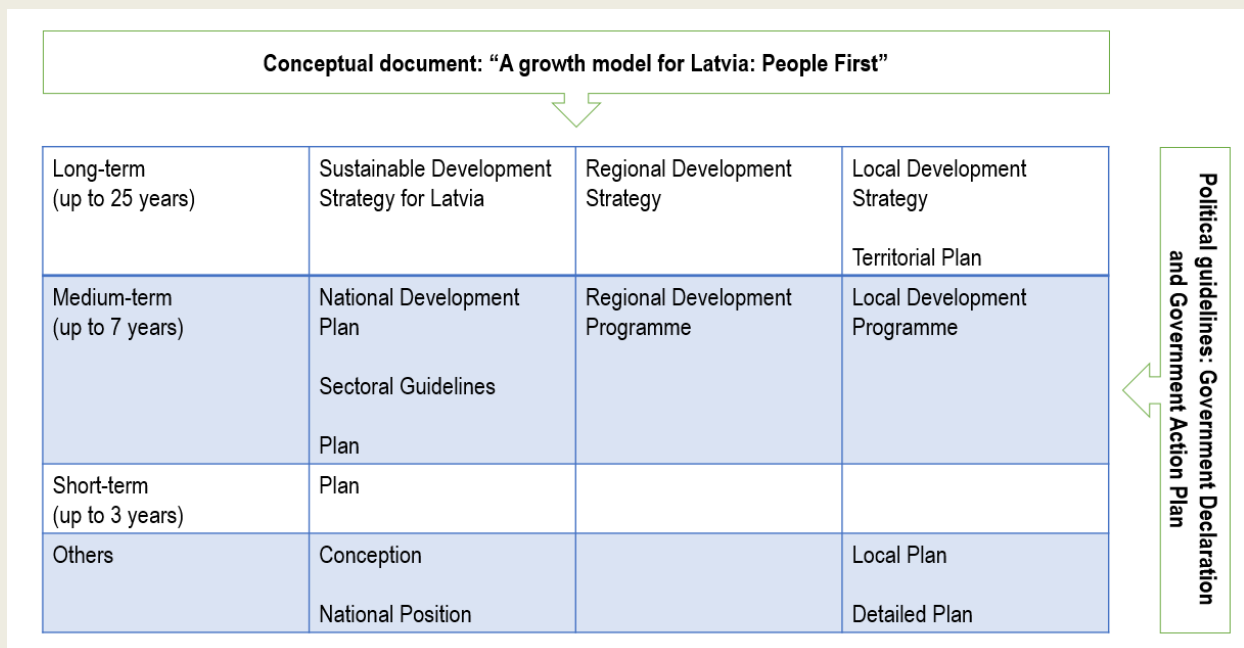 Conceptual document: “A growth model for Latvia: People First”
Long-term
(up to 25 years)
Sustainable Development
Strategy for Latvia
Regional Development
Strategy
Local Development
Strategy
Territorial Plan
Medium-term
(up to 7 years)
National Development
Plan
Sectoral Guidelines
Plan
Regional Development
Programme
Local Development
Programme
Short-term
(up to 3 years)
Plan
Others
Conception
National Position
Local Plan
Detailed Plan
Political guidelines: Government Declaration
and Government Action Plan